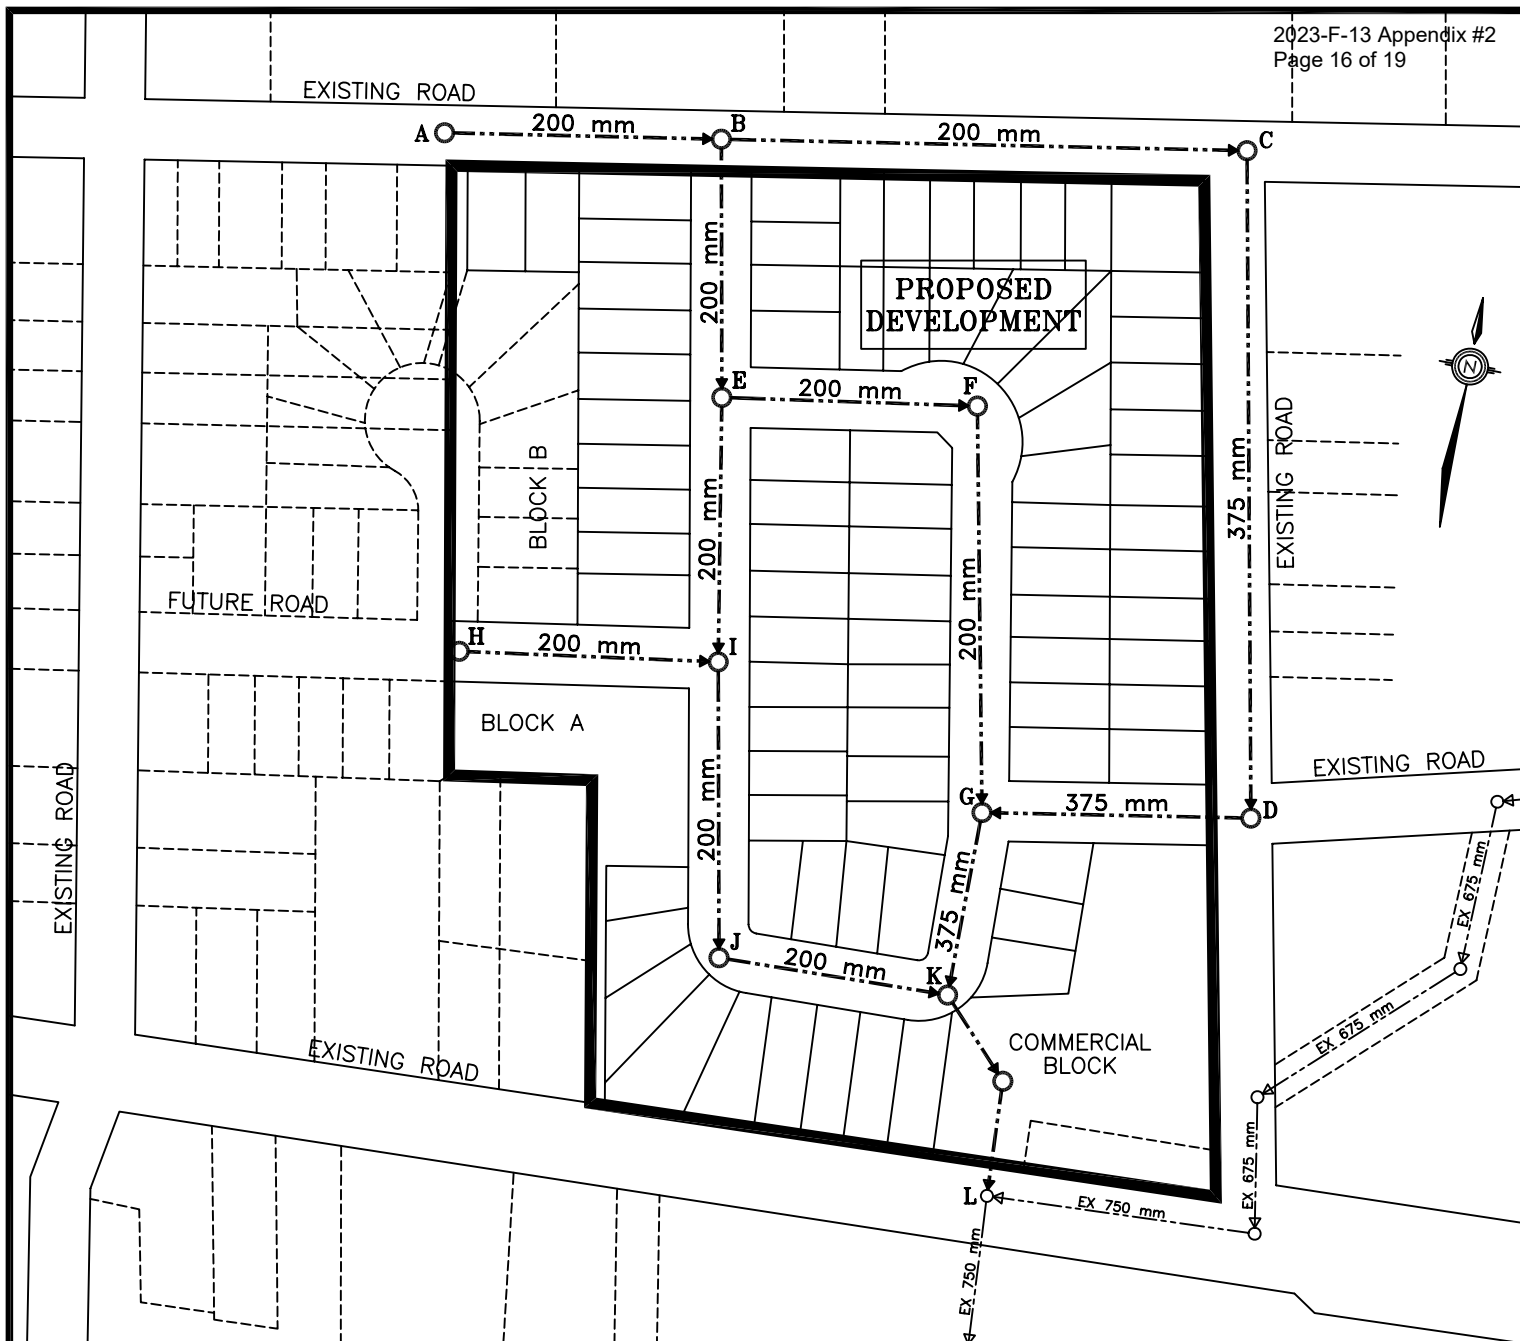 2023-F-13 Appendix #2
Page 16 of 19
EXISTING ROAD
A
200 mm
B
200 mm
C
200 mm
PROPOSED
DEVELOPMENT
E
200 mm
F
BLOCK B
200 mm
375 mm
EXISTING ROAD
N
FUTURE ROAD
H
200 mm
I
200 mm
BLOCK A
EXISTING ROAD
200 mm
G
375 mm
D
EXISTING ROAD
375 mm
EX 675 mm
J
200 mm
K
EX 675 mm
EXISTING ROAD
COMMERCIAL
BLOCK
EX 675 mm
L
EX 750 mm
EX 750 mm